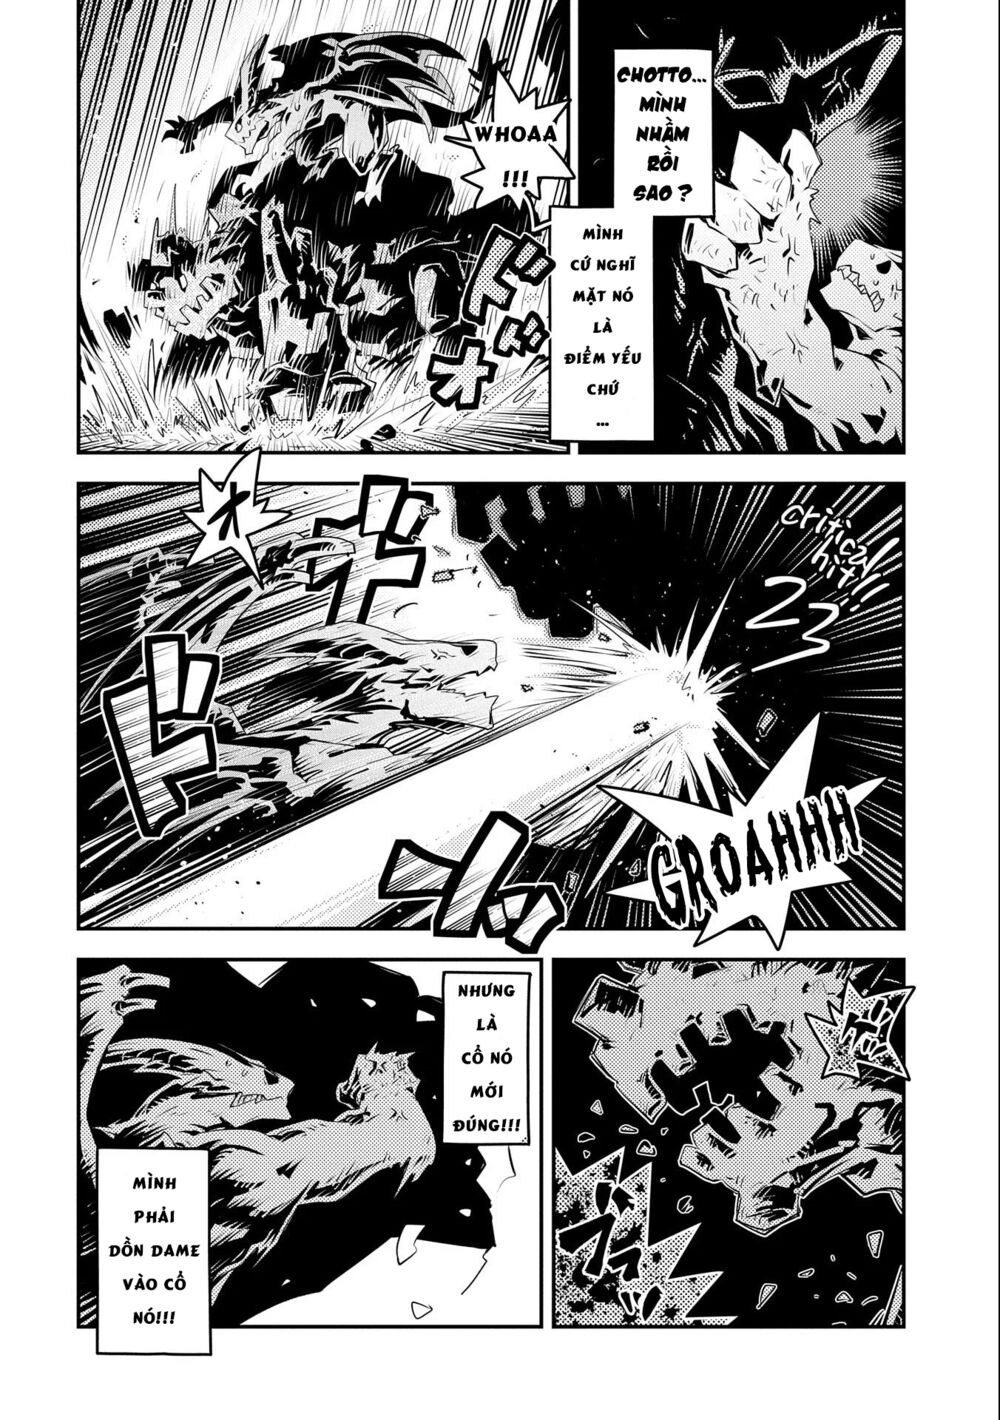 CHOTTO...
MÌNH
NHẦM
RỒI
SAO ?
MÌNH
CỨ NGHĨ
MẶT NÓ
LÀ
ĐIỂM YẾU
CHỨ
...
WHOAA
!!!
ドドォ
オ
ドドドッ
critical
hit!!
23
GROAHHH
NHƯNG
LÀ
CỔ NÓ
MỚI
ĐÚNG!!!
MÌNH
PHẢI
DỒN DAME
VÀO CỔ
NÓ!!!